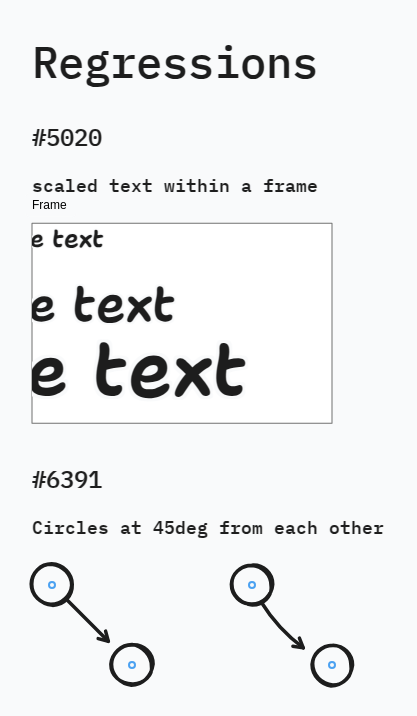 Regressions
#5020
scaled text within a frame
Frame
e text
e text
e text
#6391
Circles at 45deg from each other